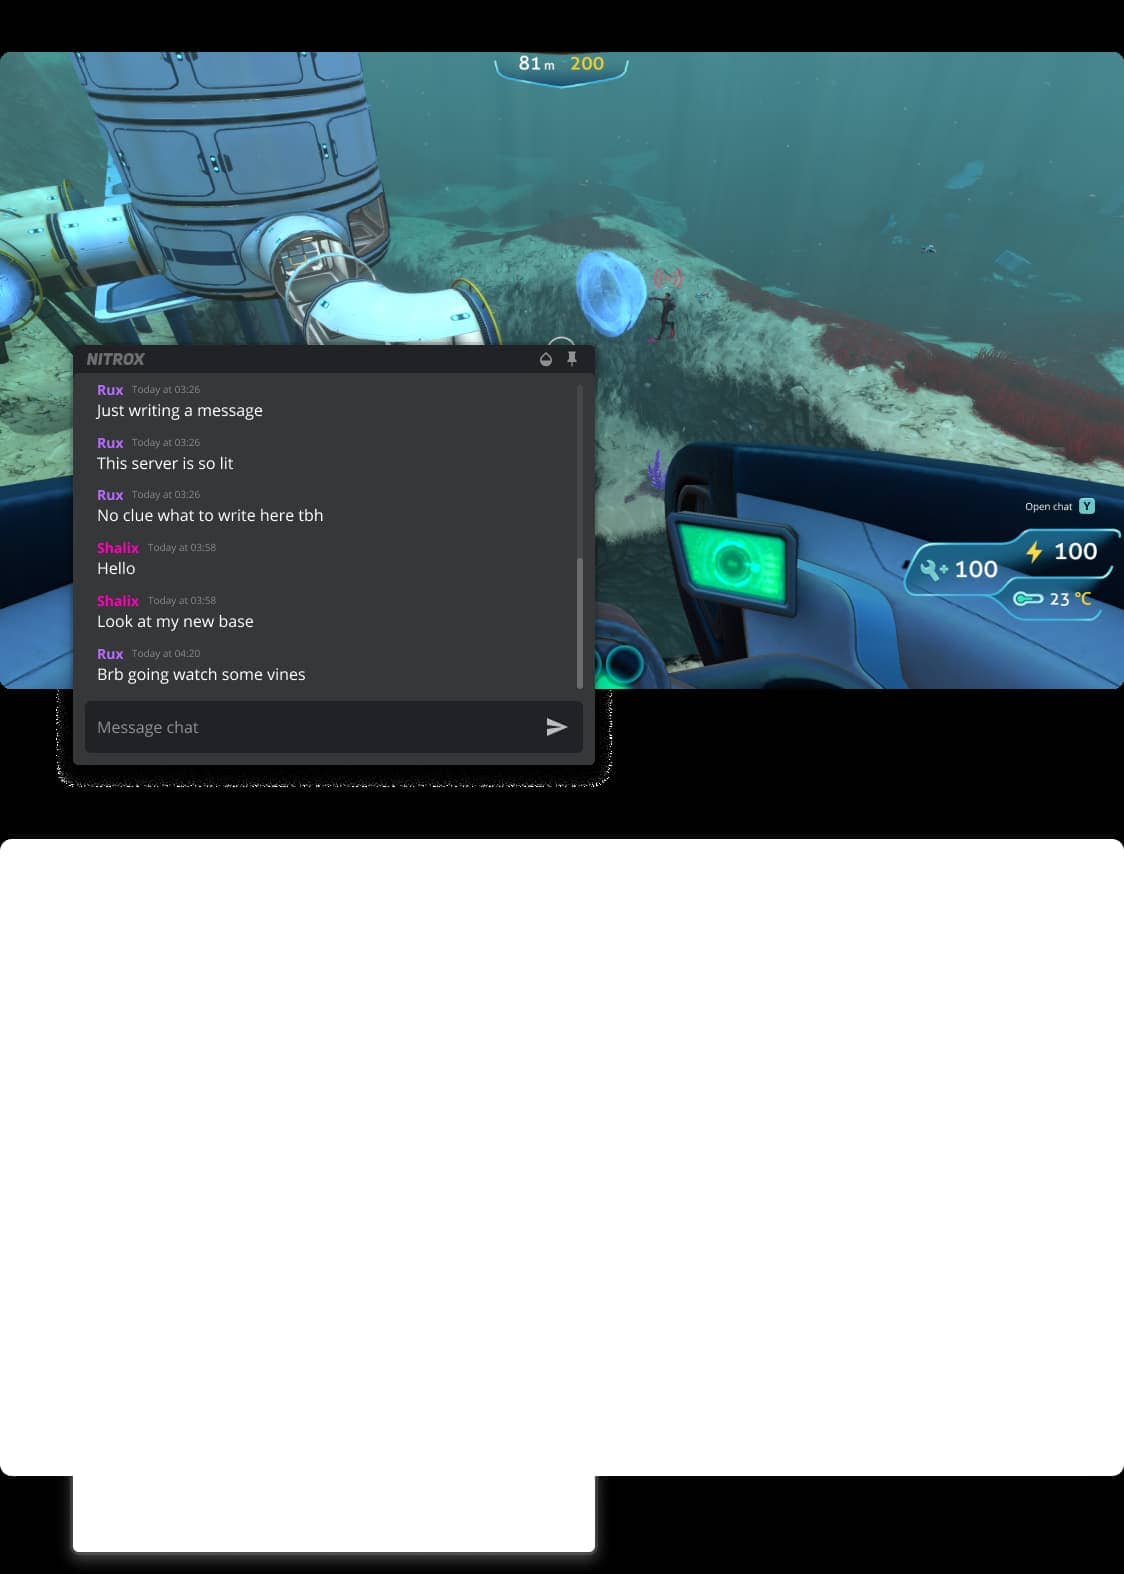 81 m 200
NITROX
Rux Today at 03:26
Just writing a message
Rux Today at 03:26
This server is so lit
Rux Today at 03:26
No clue what to write here tbh
Shalix Today at 03:58
Hello
Shalix Today at 03:58
Look at my new base
Rux Today at 04:20
Brb going watch some vines
Message chat
Open chat Y
100
100
23 °C